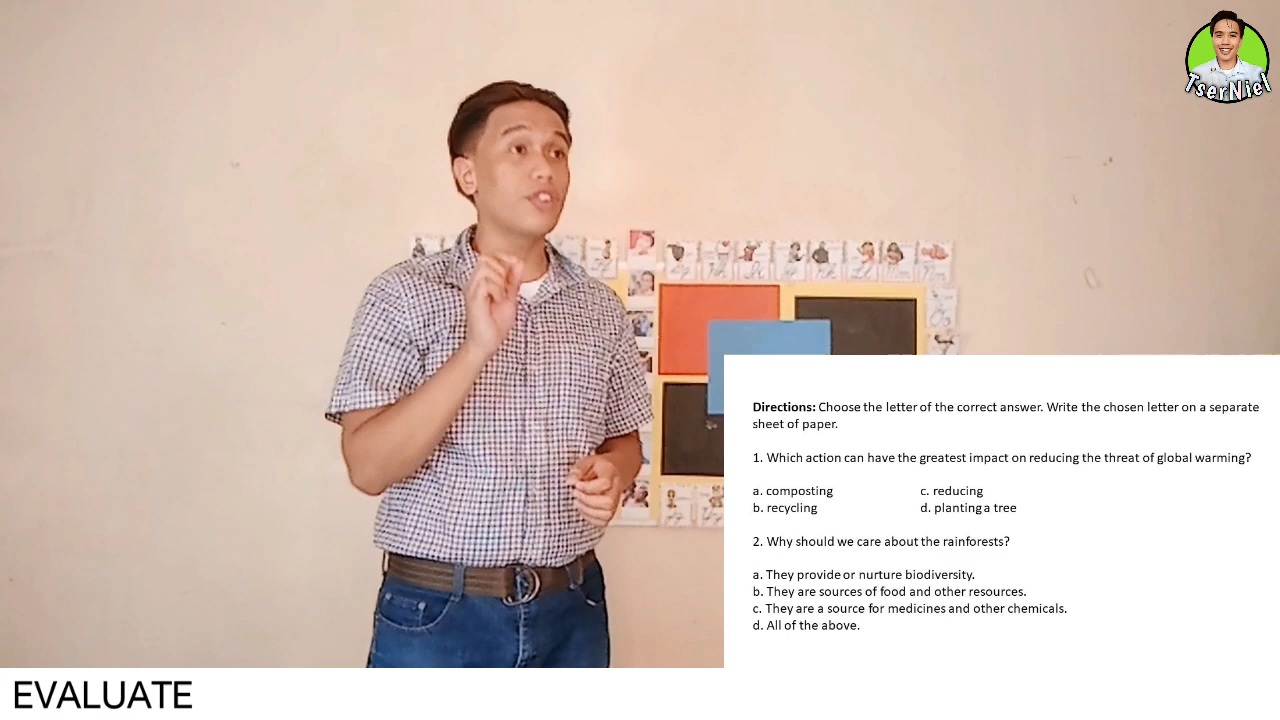 TserNiel
Directions: Choose the letter of the correct answer. Write the chosen letter on a separate
sheet of paper.
1. Which action can have the greatest impact on reducing the threat of global warming?
a. composting c. reducing
b. recycling d. planting a tree
2. Why should we care about the rainforests?
a. They provide or nurture biodiversity.
b. They are sources of food and other resources.
c. They are a source for medicines and other chemicals.
d. All of the above.
EVALUATE